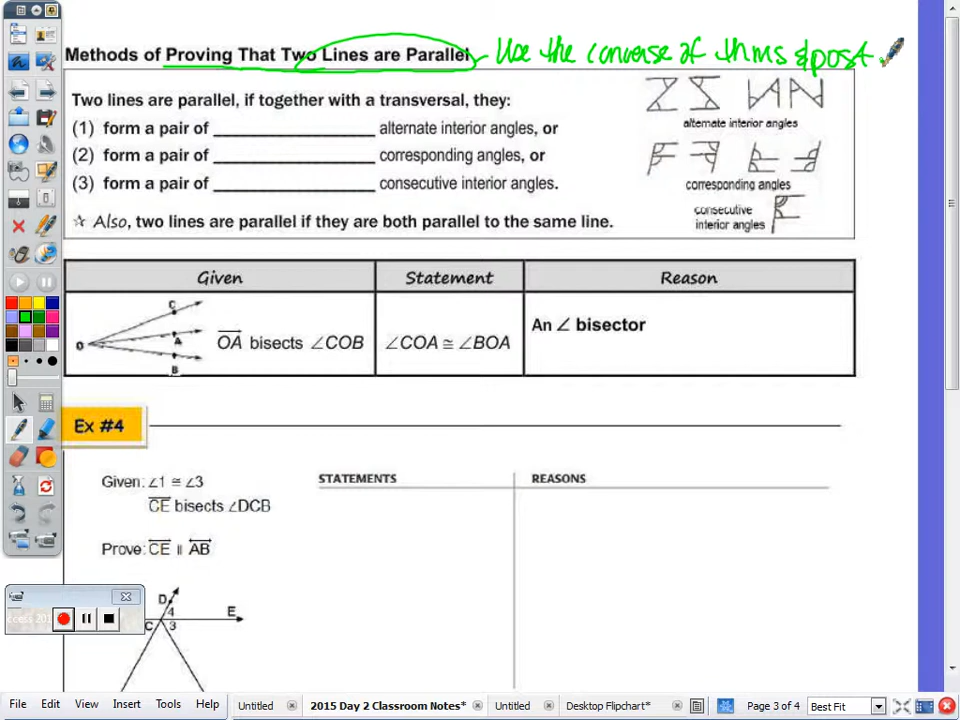 Methods of Proving That Two Lines are Parallel Use the converse of thms & post
Two lines are parallel, if together with a transversal, they:
(1) form a pair of ____________________ alternate interior angles, or
(2) form a pair of ____________________ corresponding angles, or
(3) form a pair of ____________________ consecutive interior angles.
☆ Also, two lines are parallel if they are both parallel to the same line.
alternate interior angles
corresponding angles
consecutive
interior angles
Given Statement Reason
C
O
A
B
OA bisects ∠COB ∠COA ≅ ∠BOA An ∠ bisector
Ex #4
Given: ∠1 ≅ ∠3 STATEMENTS REASONS
CE bisects ∠DCB
Prove: CE ∥ AB
D
4
E
C 3
File Edit View Insert Tools Help Untitled 2015 Day 2 Classroom Notes* Untitled Desktop Flipchart* Page 3 of 4 Best Fit